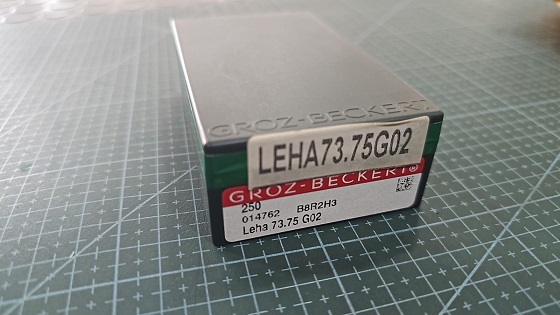 GROZ-BECKERT
LEHA73.75G02
GROZ-BECKERT®
250
014762 B8R2H3
Leha 73.75 G02